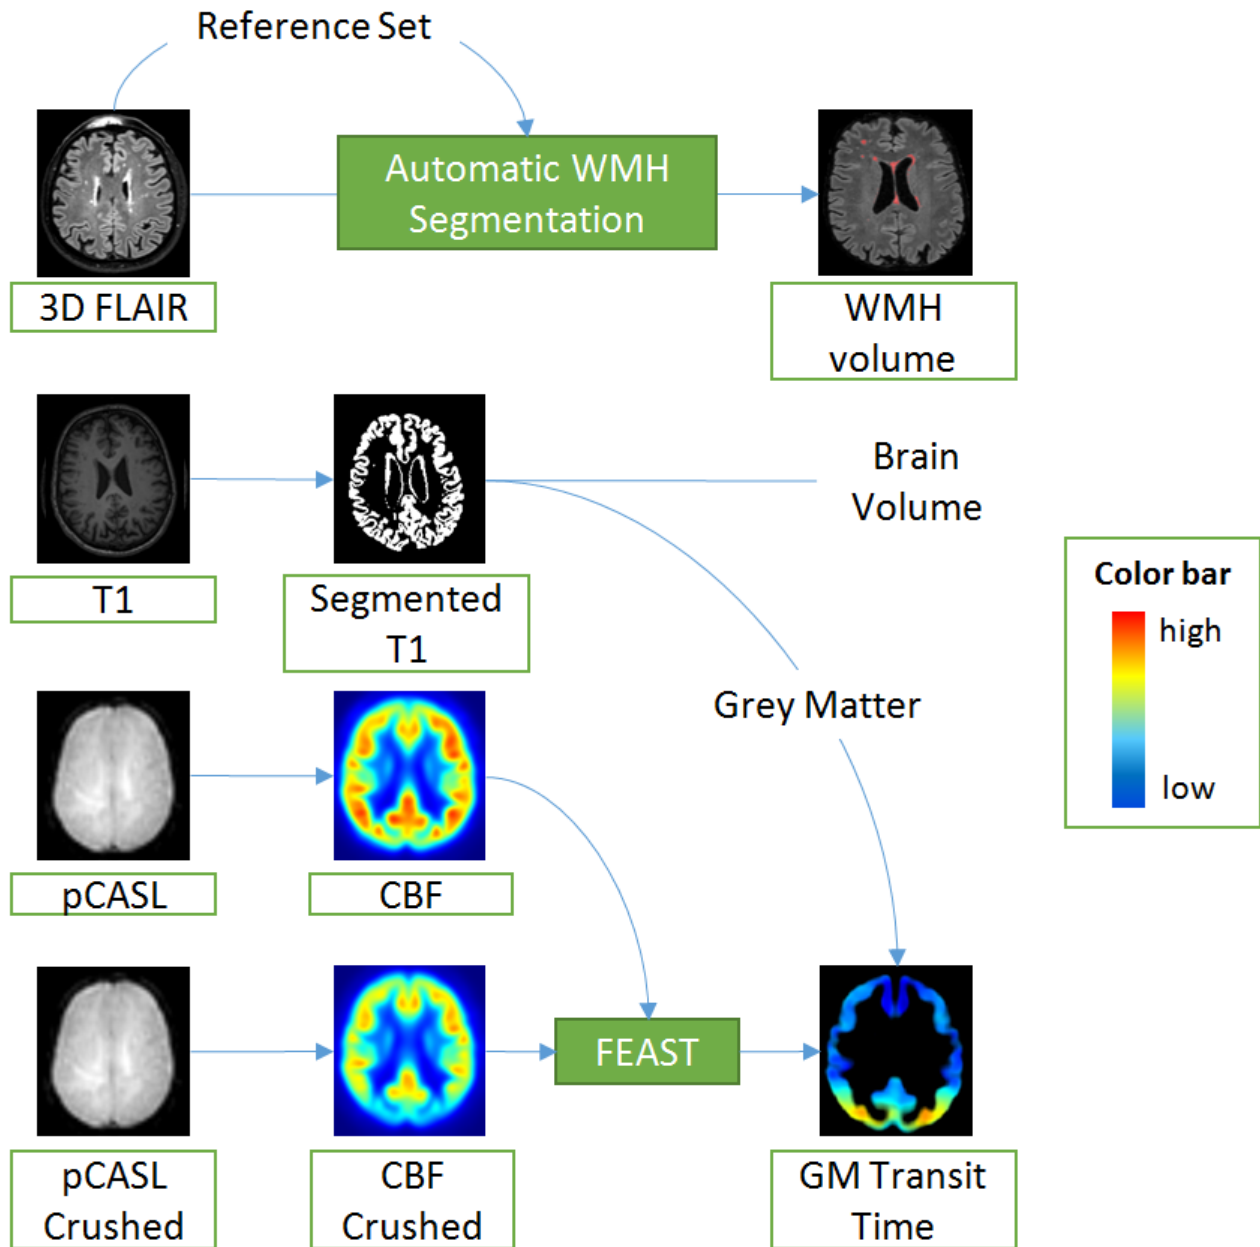 Reference Set
Automatic WMH
Segmentation
3D FLAIR
WMH
volume
T1
Segmented
T1
Brain
Volume
Color bar
high
low
Grey Matter
pCASL
CBF
FEAST
pCASL
Crushed
CBF
Crushed
GM Transit
Time